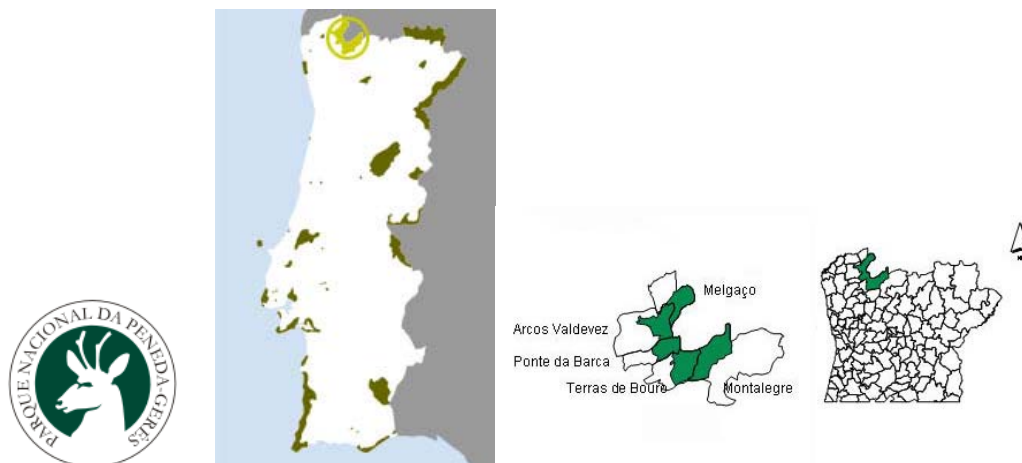 PARQUE NACIONAL DA PENEDA-GERÊS
Melgaço
Arcos Valdevez
Ponte da Barca
Terras de Bouro
Montalegre
N